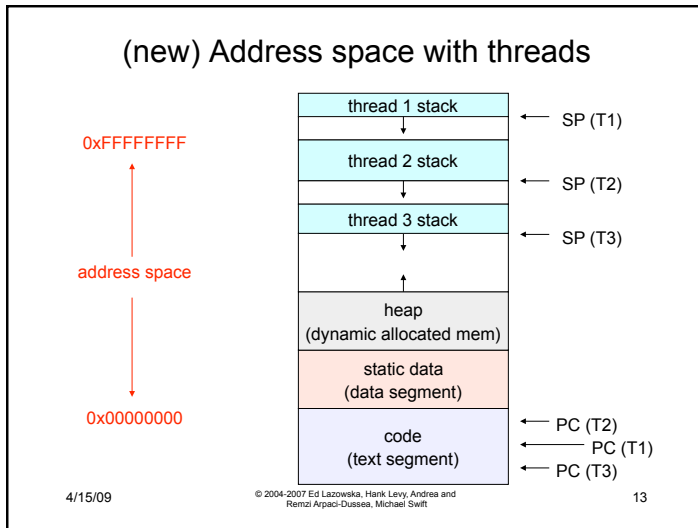 (new) Address space with threads
0xFFFFFFFF
address space
0x00000000
thread 1 stack
SP (T1)
thread 2 stack
SP (T2)
thread 3 stack
SP (T3)
heap
(dynamic allocated mem)
static data
(data segment)
code
(text segment)
PC (T2)
PC (T1)
PC (T3)
4/15/09
© 2004-2007 Ed Lazowska, Hank Levy, Andrea and
Remzi Arpaci-Dussea, Michael Swift
13